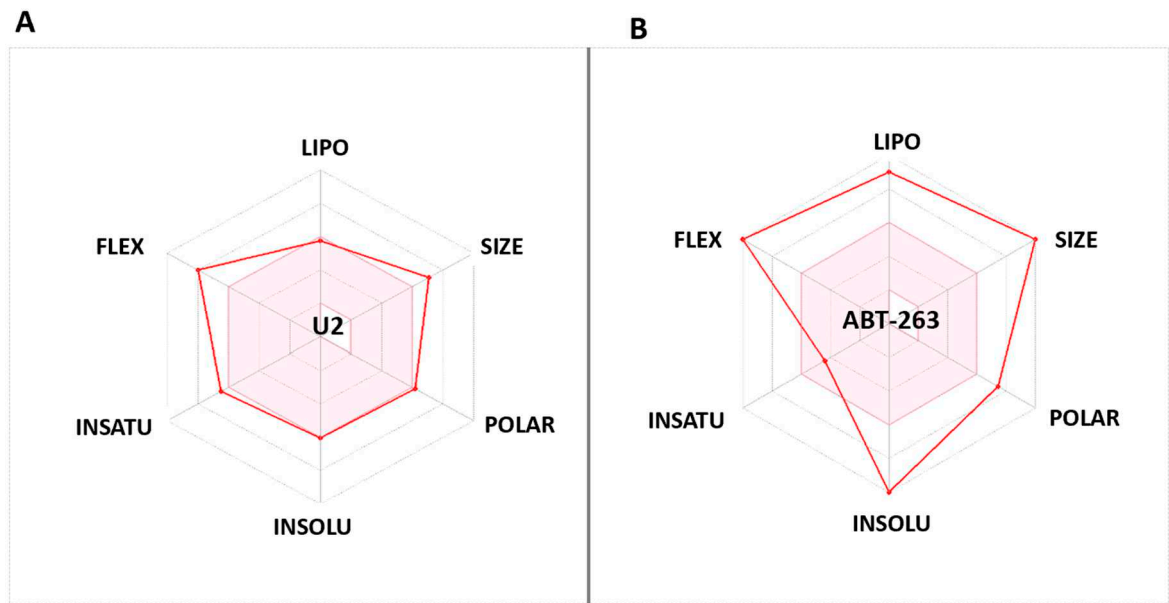 A
LIPO
FLEX
SIZE
U2
INSATU
POLAR
INSOLU
B
LIPO
FLEX
SIZE
ABT-263
INSATU
POLAR
INSOLU